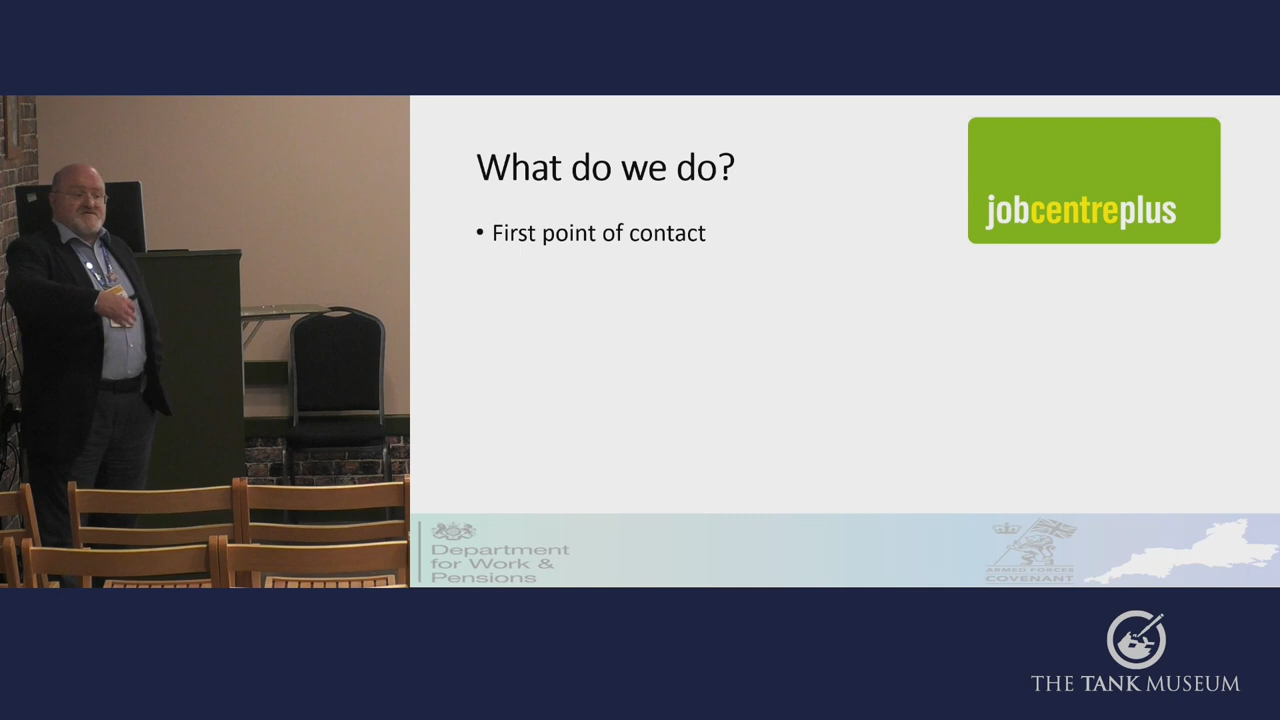 What do we do?
• First point of contact
jobcentreplus
Department
for Work &
Pensions
ARMED FORCES
COVENANT
THE TANK MUSEUM